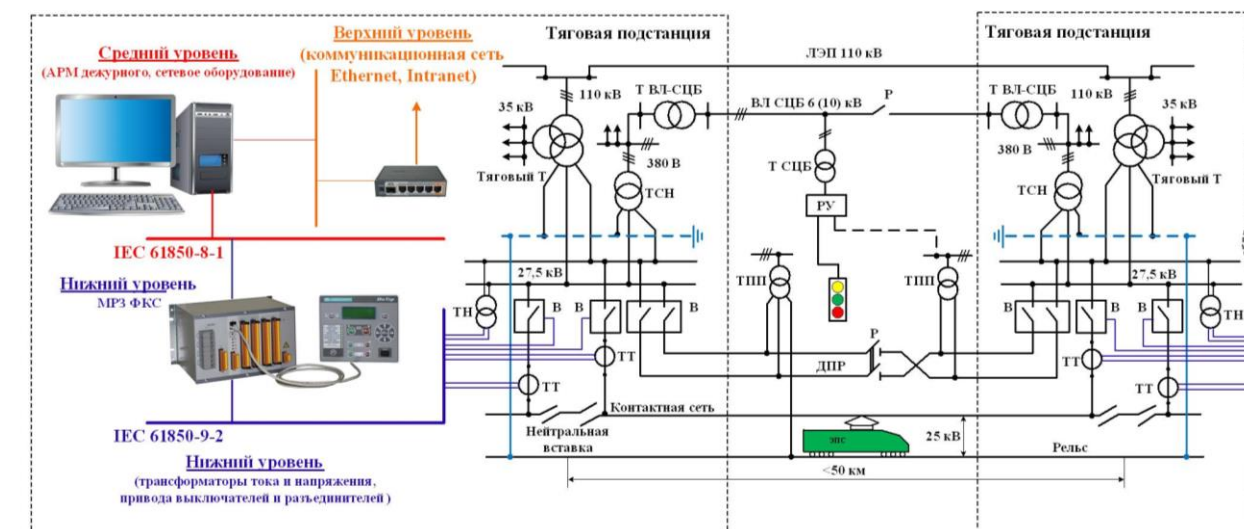 Средний уровень
(АРМ дежурного, сетевое оборудование)
Верхний уровень
(коммуникационная сеть
Ethernet, Intranet)
IEC 61850-8-1
Нижний уровень
МРЗ ФКС
IEC 61850-9-2
Нижний уровень
(трансформаторы тока и напряжения,
привода выключателей и разъединителей)
Тяговая подстанция
35 кВ
110 кВ
Т ВЛ-СЦБ
380 В
Тяговый Т
ТСН
27,5 кВ
ТН
В
В
В
ТТ
ТТ
Контактная сеть
Нейтральная
вставка
ЛЭП 110 кВ
ВЛ СЦБ 6 (10) кВ
Р
Т СЦБ
РУ
ТПП
ТПП
Р
ДПР
ЭПС
25 кВ
Рельс
<50 км
Тяговая подстанция
Т ВЛ-СЦБ
110 кВ
35 кВ
380 В
Тяговый Т
ТСН
27,5 кВ
В
В
В
ТН
ТТ
ТТ